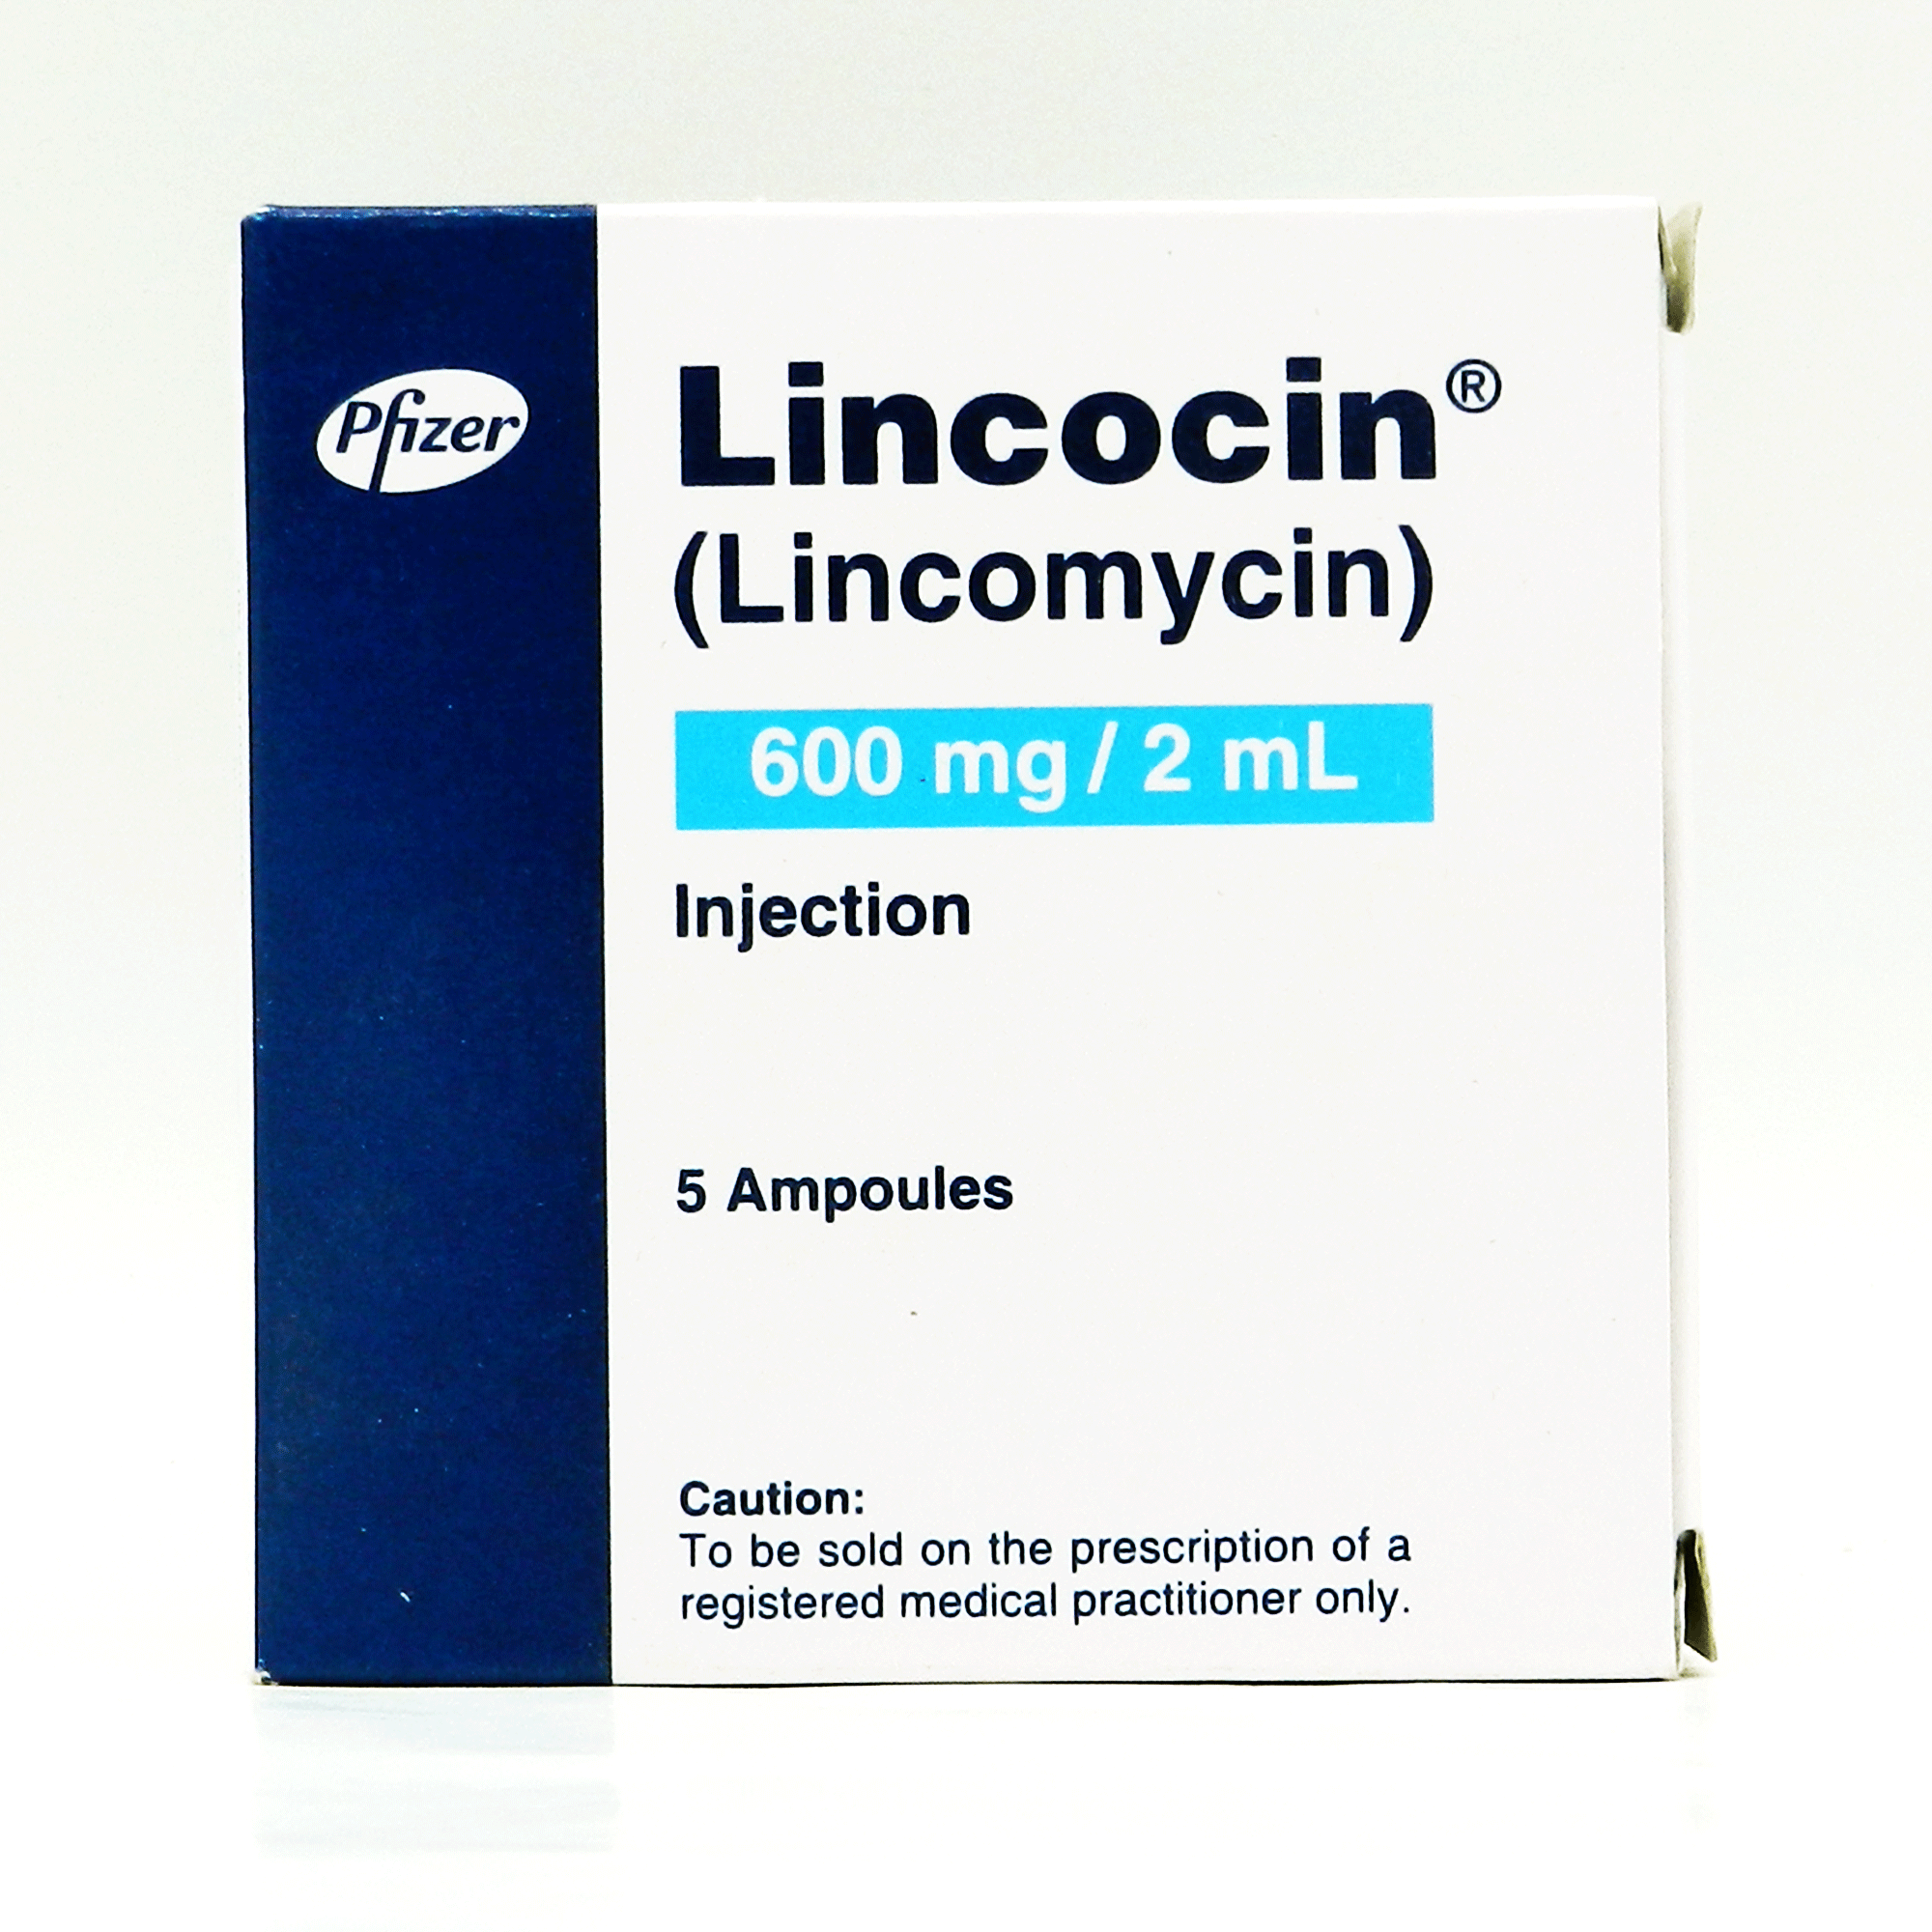 Pfizer
Lincocin®
(Lincomycin)
600 mg / 2 mL
Injection
5 Ampoules
Caution:
To be sold on the prescription of a
registered medical practitioner only.